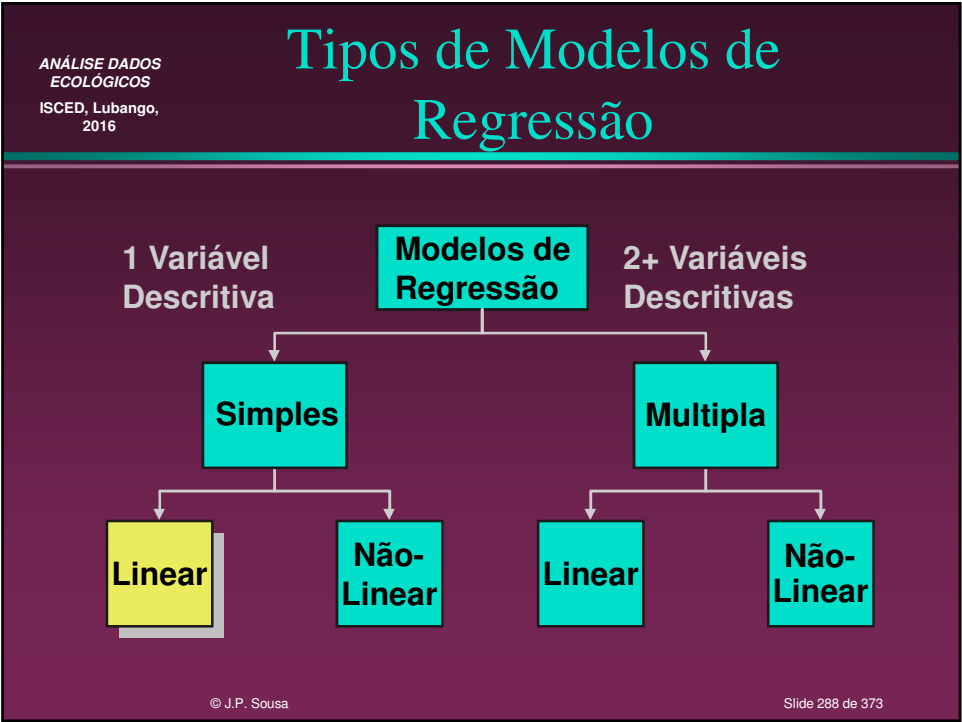 ANÁLISE DADOS
ECOLÓGICOS
ISCED, Lubango,
2016
Tipos de Modelos de
Regressão
1 Variável
Descritiva
Modelos de
Regressão
2+ Variáveis
Descritivas
Simples
Multipla
Linear
Não-
Linear
Linear
Não-
Linear
© J.P. Sousa
Slide 288 de 373